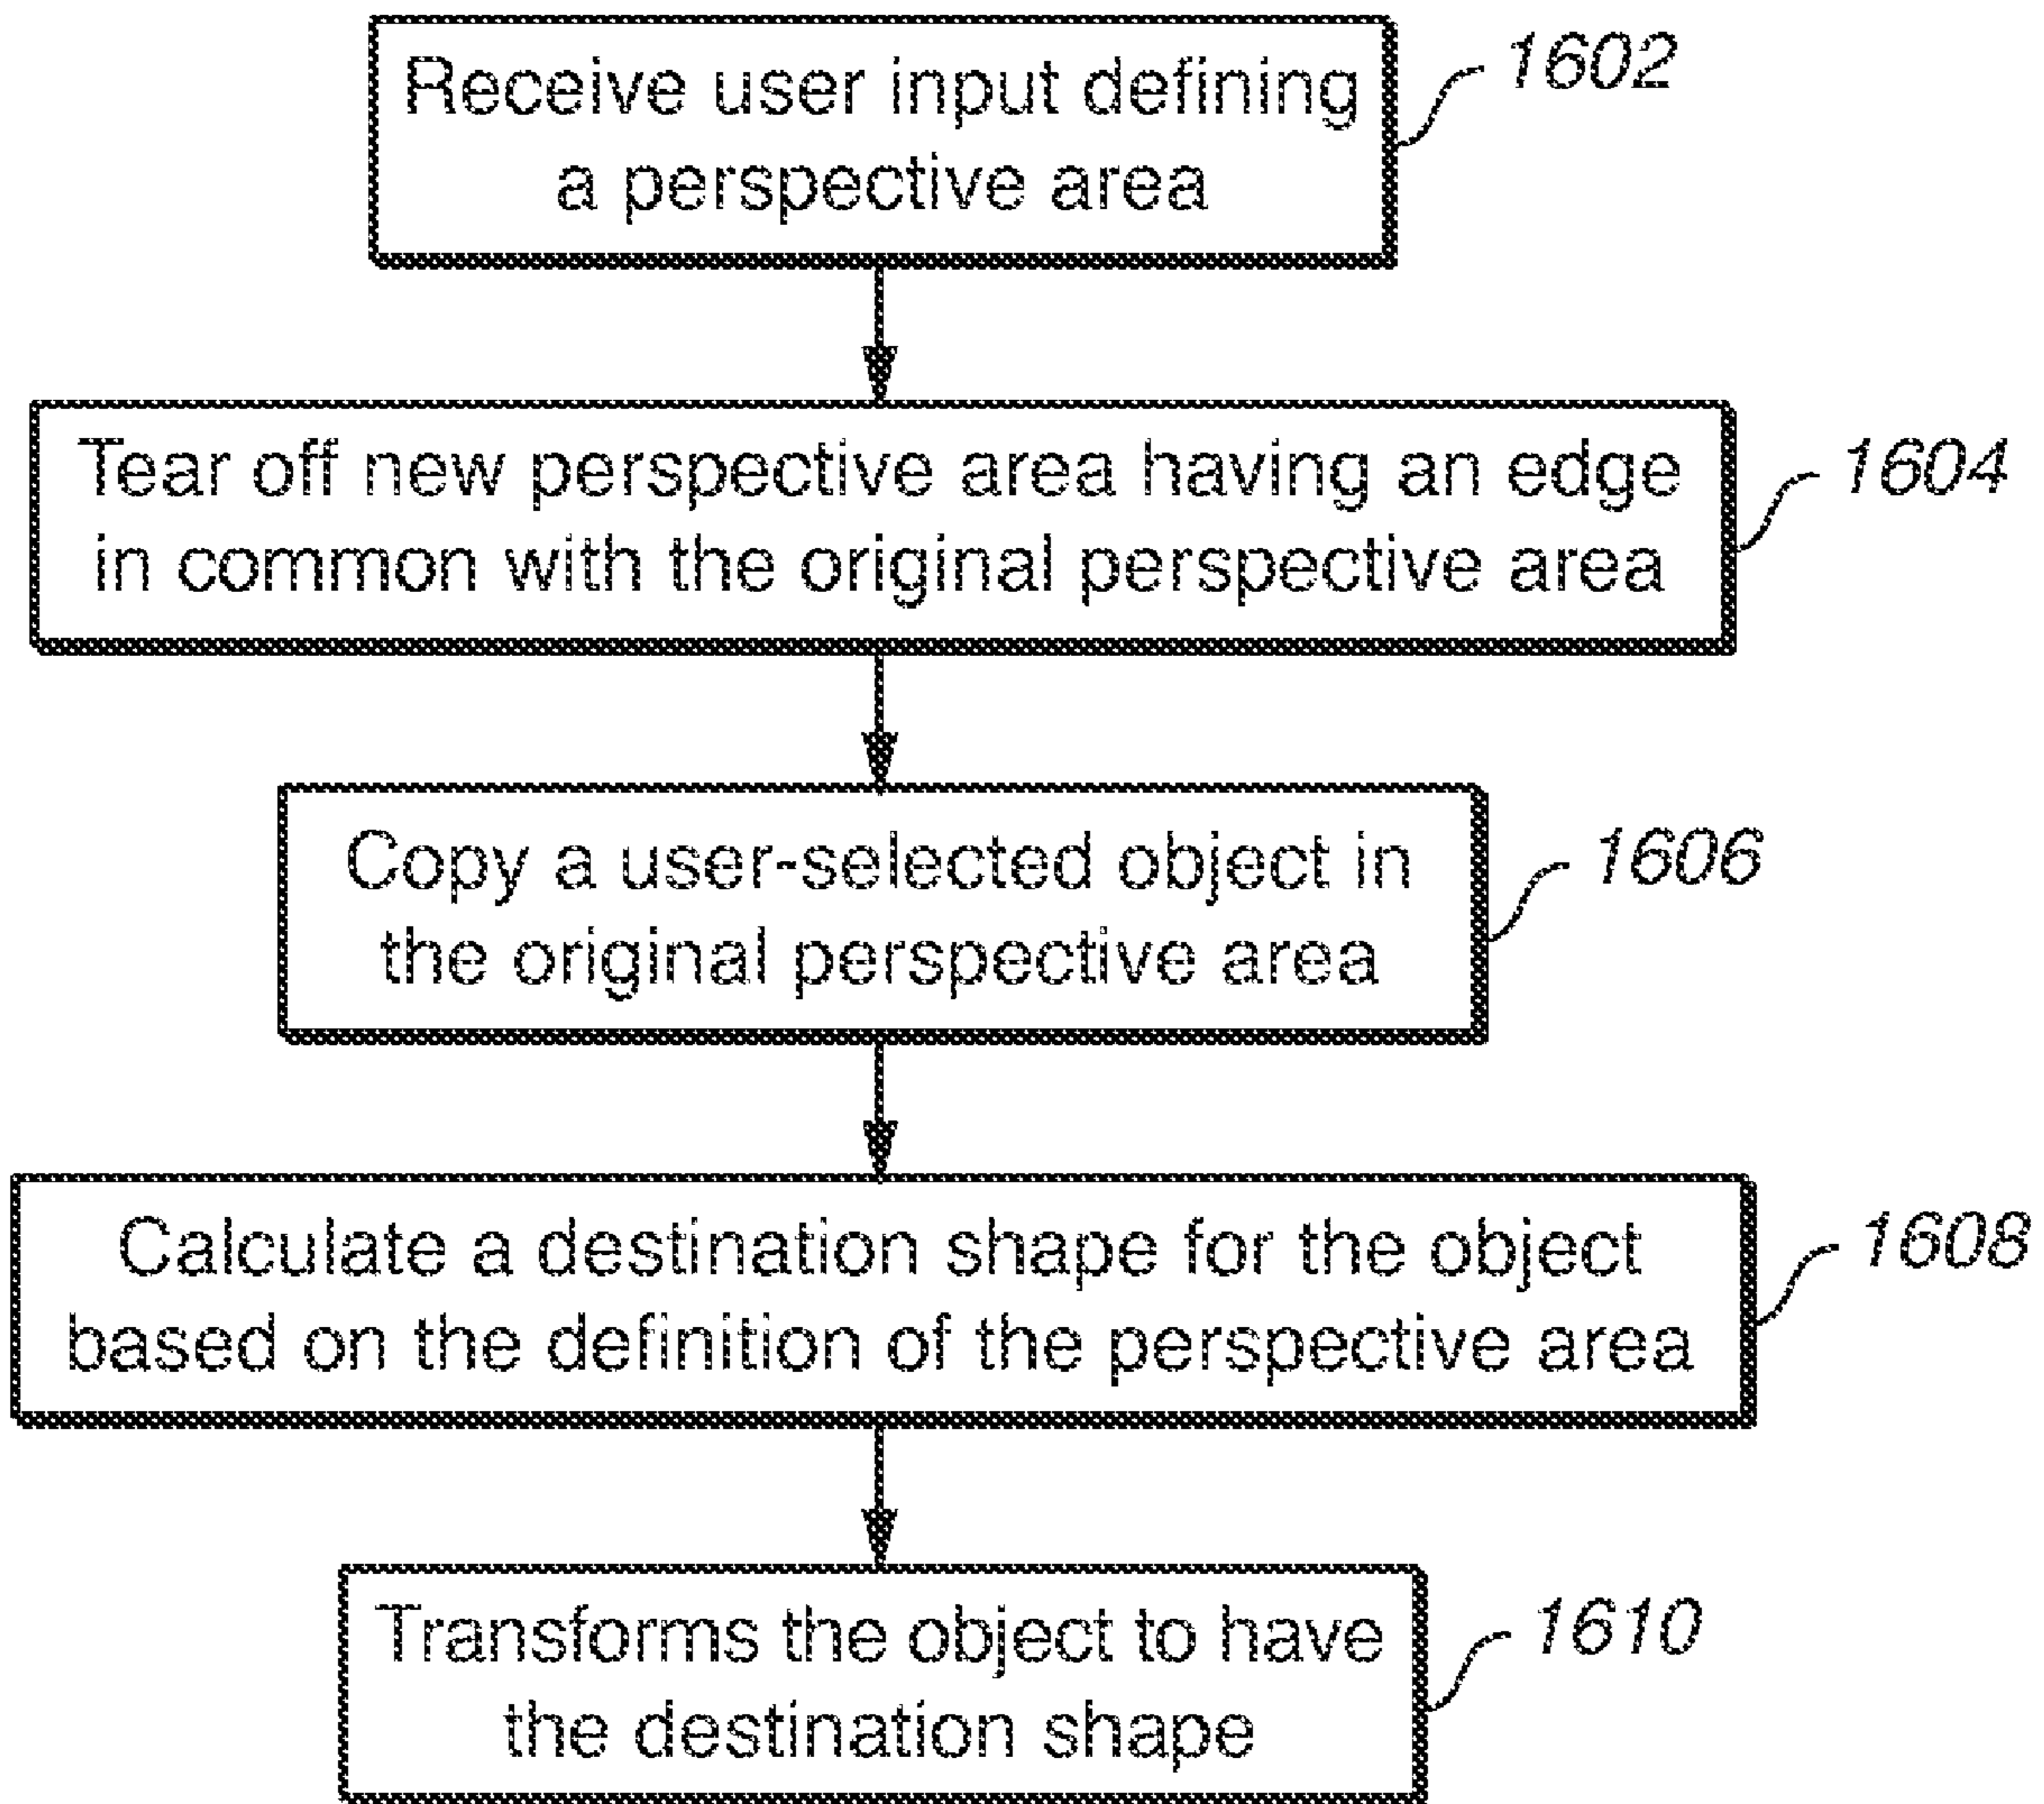 Receive user input defining
a perspective area
1602
Tear off new perspective area having an edge
in common with the original perspective area
1604
Copy a user-selected object in
the original perspective area
1606
Calculate a destination shape for the object
based on the definition of the perspective area
1608
Transforms the object to have
the destination shape
1610